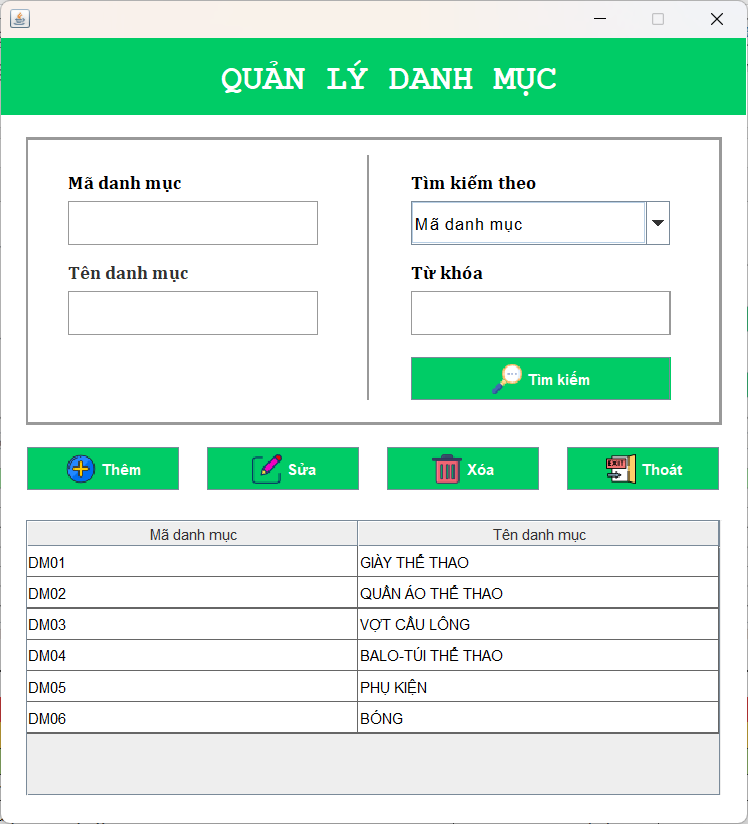 QUẢN LÝ DANH MỤC
Mã danh mục
Tên danh mục
Tìm kiếm theo
Mã danh mục
Từ khóa
Tìm kiếm
Thêm
Sửa
Xóa
EXIT
Thoát
Mã danh mục Tên danh mục
DM01 GIÀY THỂ THAO
DM02 QUẦN ÁO THỂ THAO
DM03 VỢT CẦU LÔNG
DM04 BALO-TÚI THỂ THAO
DM05 PHỤ KIỆN
DM06 BÓNG